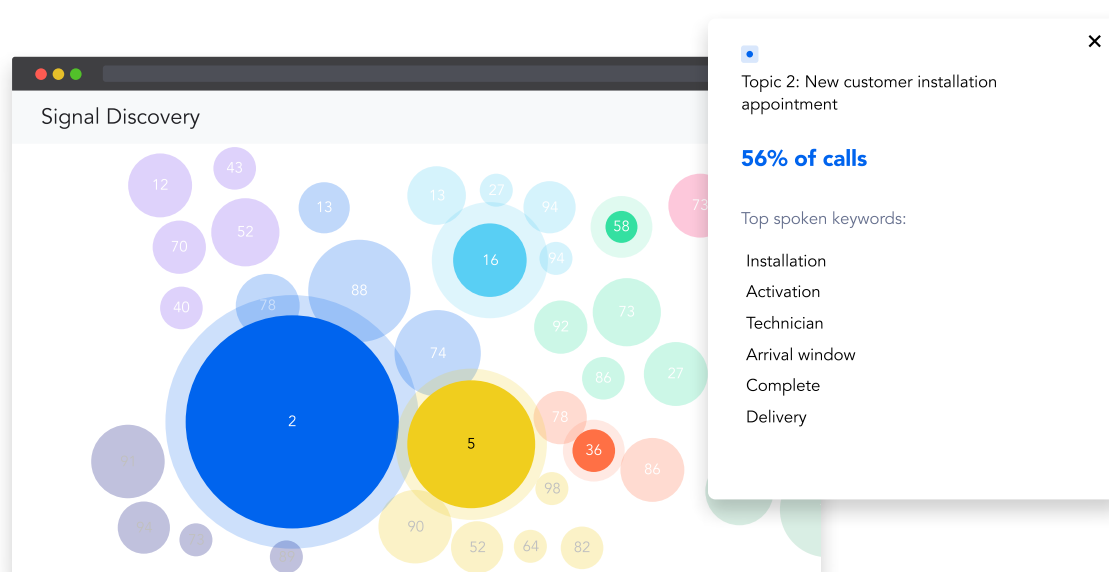 Signal Discovery
43
12
13
27
94
13
52
58
73
70
16
94
88
78
40
73
92
74
27
86
78
2
5
36
86
98
90
52
64
82
Topic 2: New customer installation
appointment
56% of calls
Top spoken keywords:
Installation
Activation
Technician
Arrival window
Complete
Delivery